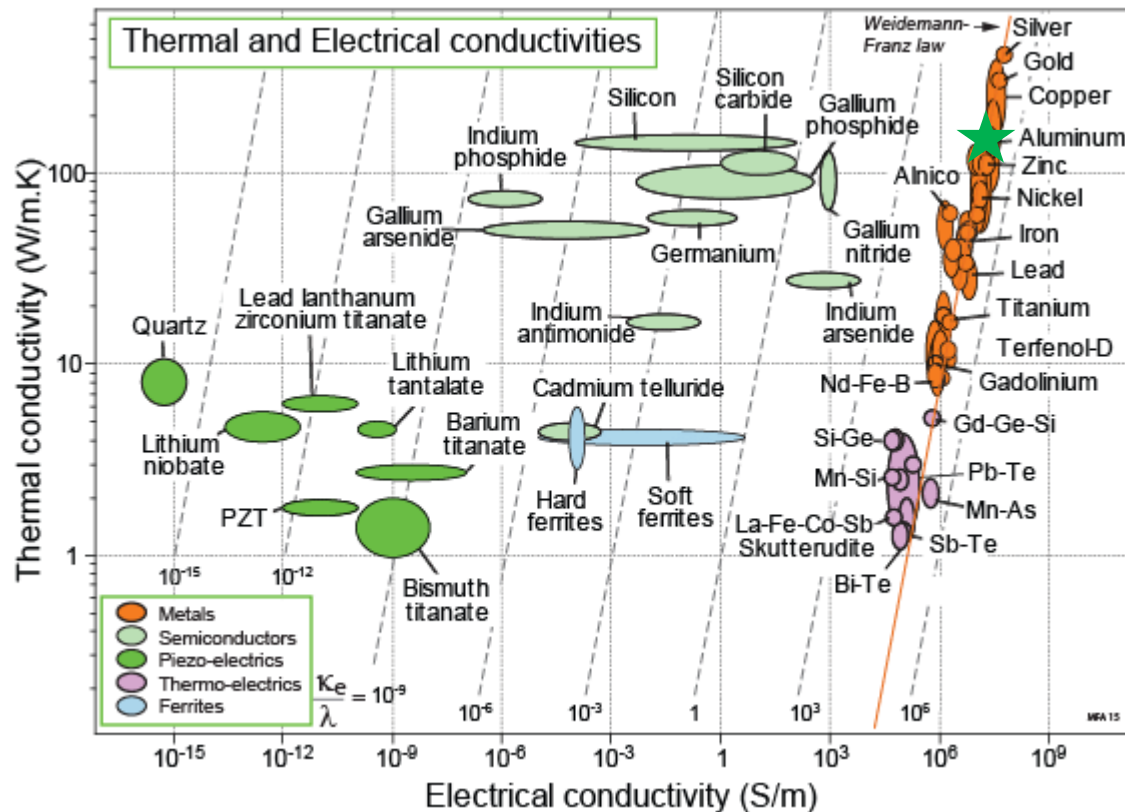 Thermal and Electrical conductivities
Weidemann-
Franz law
Silver
Gold
Copper
Aluminum
Zinc
Nickel
Alnico
Iron
Lead
Titanium
Terfenol-D
Gadolinium
Nd-Fe-B
Gd-Ge-Si
Si-Ge
Pb-Te
Mn-Si
Mn-As
La-Fe-Co-Sb
Skutterudite
Sb-Te
Bi-Te
Silicon
Silicon
carbide
Gallium
phosphide
Indium
phosphide
Gallium
arsenide
Germanium
Gallium
nitride
Indium
antimonide
Indium
arsenide
Lead lanthanum
zirconium titanate
Quartz
Lithium
tantalate
Cadmium telluride
Lithium
niobate
Barium
titanate
PZT
Hard
ferrites
Soft
ferrites
Bismuth
titanate
Thermal conductivity (W/m.K)
100
10
1
10⁻¹⁵
10⁻¹²
Metals
Semiconductors
Piezo-electrics
Thermo-electrics
Ferrites
κe/λ = 10⁻⁹
10⁻⁶
10⁻³
1
10³
10⁶
MFA 15
10⁻¹⁵
10⁻¹²
10⁻⁹
10⁻⁶
10⁻³
1
10³
10⁶
10⁹
Electrical conductivity (S/m)